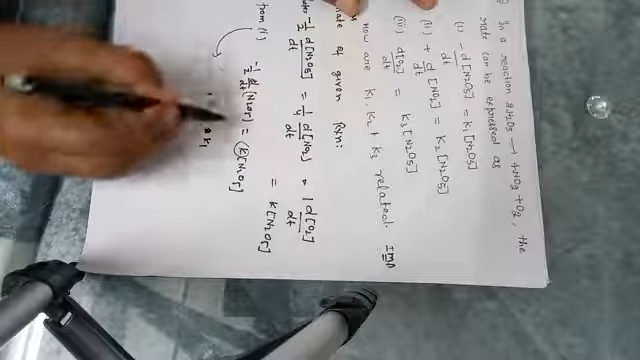 In a reaction 2N2O5 → 4NO2 + O2, the
rate can be expressed as
(i) -d[N2O5]/dt = K1[N2O5]
(ii) + d/dt [NO2] = K2[N2O5]
(iii) d[O2]/dt = K3[N2O5]
How are K1, K2 + K3 related. IMP
rate of given Rxn:
-1/2 d[N2O5]/dt = 1/4 d[NO2]/dt = 1 d[O2]/dt = K[N2O5]
from (i)
-1/2 d/dt(N2O5) = K[N2O5]
2K1